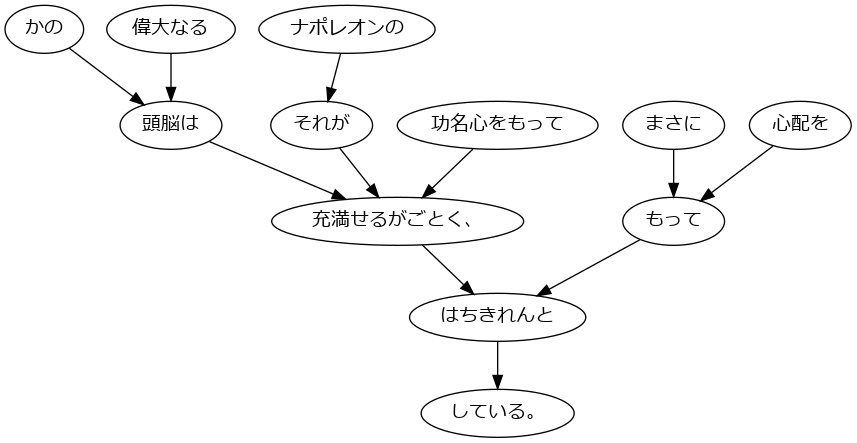 かの 偉大なる ナポレオンの
頭脳は それが 功名心をもって まさに 心配を
充満せるがごとく、 もって
はちきれんと
している。